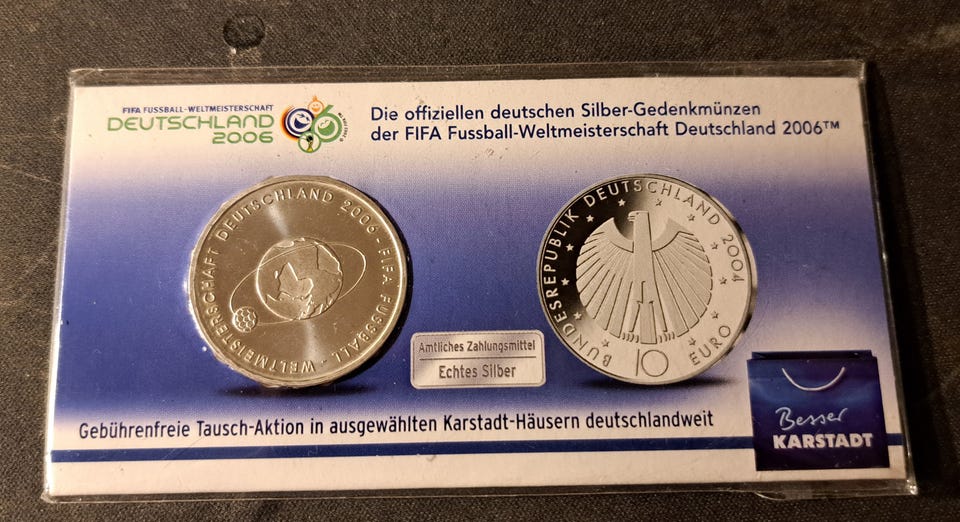 FIFA FUSSBALL-WELTMEISTERSCHAFT
DEUTSCHLAND
2006
Die offiziellen deutschen Silber-Gedenkmünzen
der FIFA Fussball-Weltmeisterschaft Deutschland 2006™
WELTMEISTERSCHAFT DEUTSCHLAND 2006 - FIFA FUSSBALL -
BUNDESREPUBLIK DEUTSCHLAND 2004
10 EURO
Amtliches Zahlungsmittel
Echtes Silber
Gebührenfreie Tausch-Aktion in ausgewählten Karstadt-Häusern deutschlandweit
Besser
KARSTADT